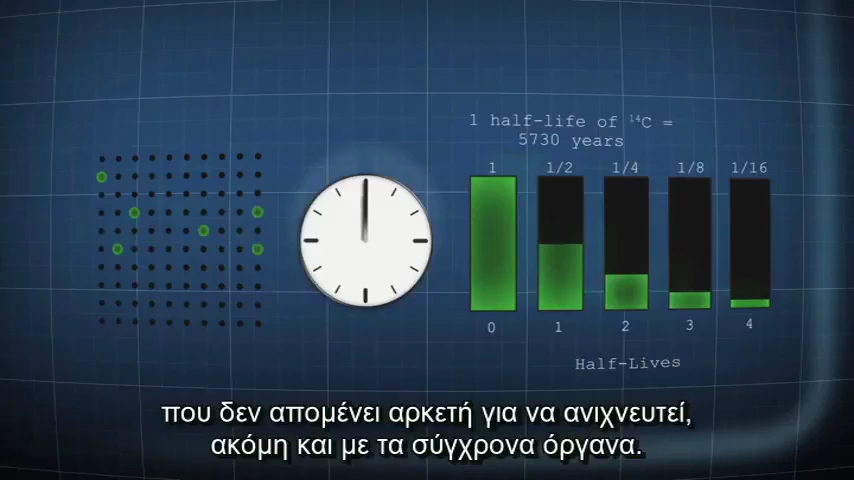 1 half-life of ¹⁴C =
5730 years
1 1/2 1/4 1/8 1/16
0 1 2 3 4
Half-Lives
που δεν απομένει αρκετή για να ανιχνευτεί,
ακόμη και με τα σύγχρονα όργανα.